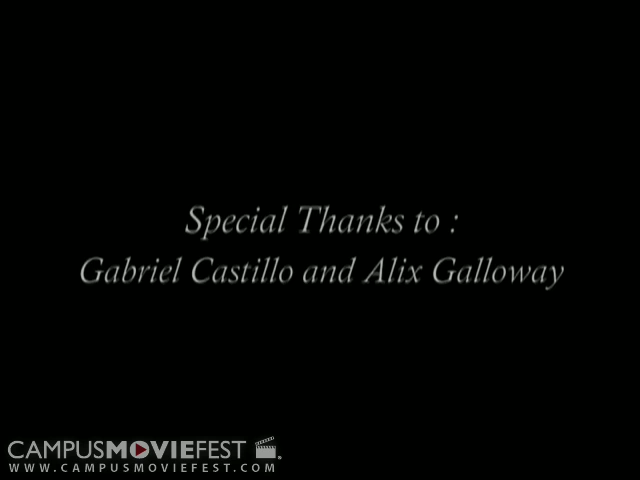 Special Thanks to :
Gabriel Castillo and Alix Galloway
CAMPUSMOVIEFEST
WWW.CAMPUSMOVIEFEST.COM